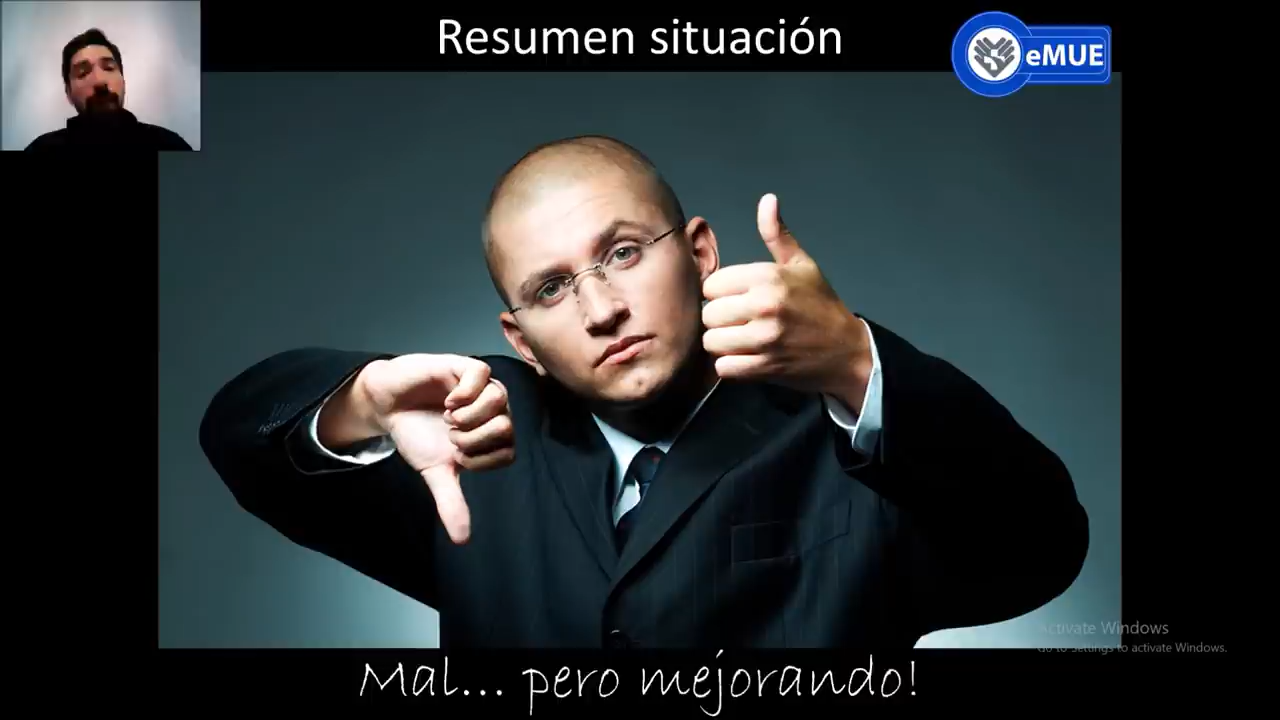 Resumen situación
eMUE
Activate Windows
Go to Settings to activate Windows.
Mal... pero mejorando!